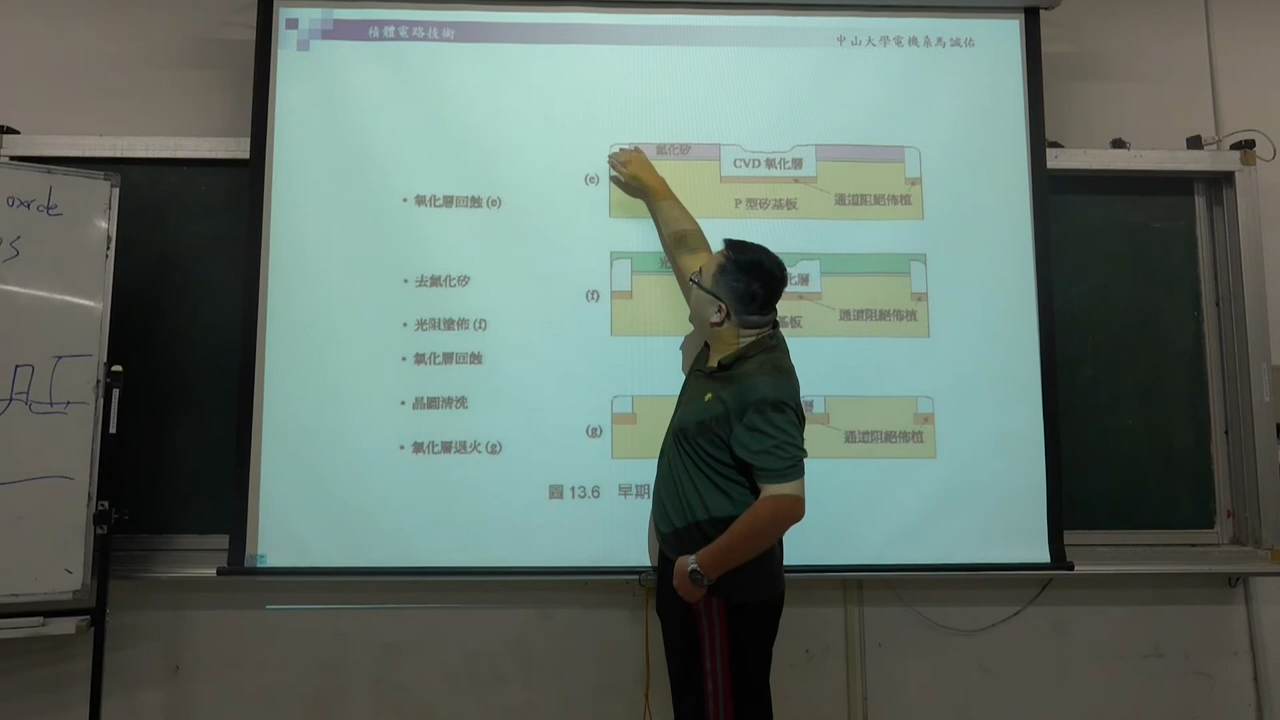 積體電路技術
中山大學電機系馬誠佑
氮化矽
CVD 氧化層
(e)
通道阻絕佈植
P 型矽基板
• 氧化層回蝕 (e)
光
化層
(f)
通道阻絕佈植
基板
• 去氮化矽
• 光阻塗佈 (f)
• 氧化層回蝕
• 晶圓清洗
層
(g)
通道阻絕佈植
• 氧化層退火 (g)
圖 13.6 早期
oxide